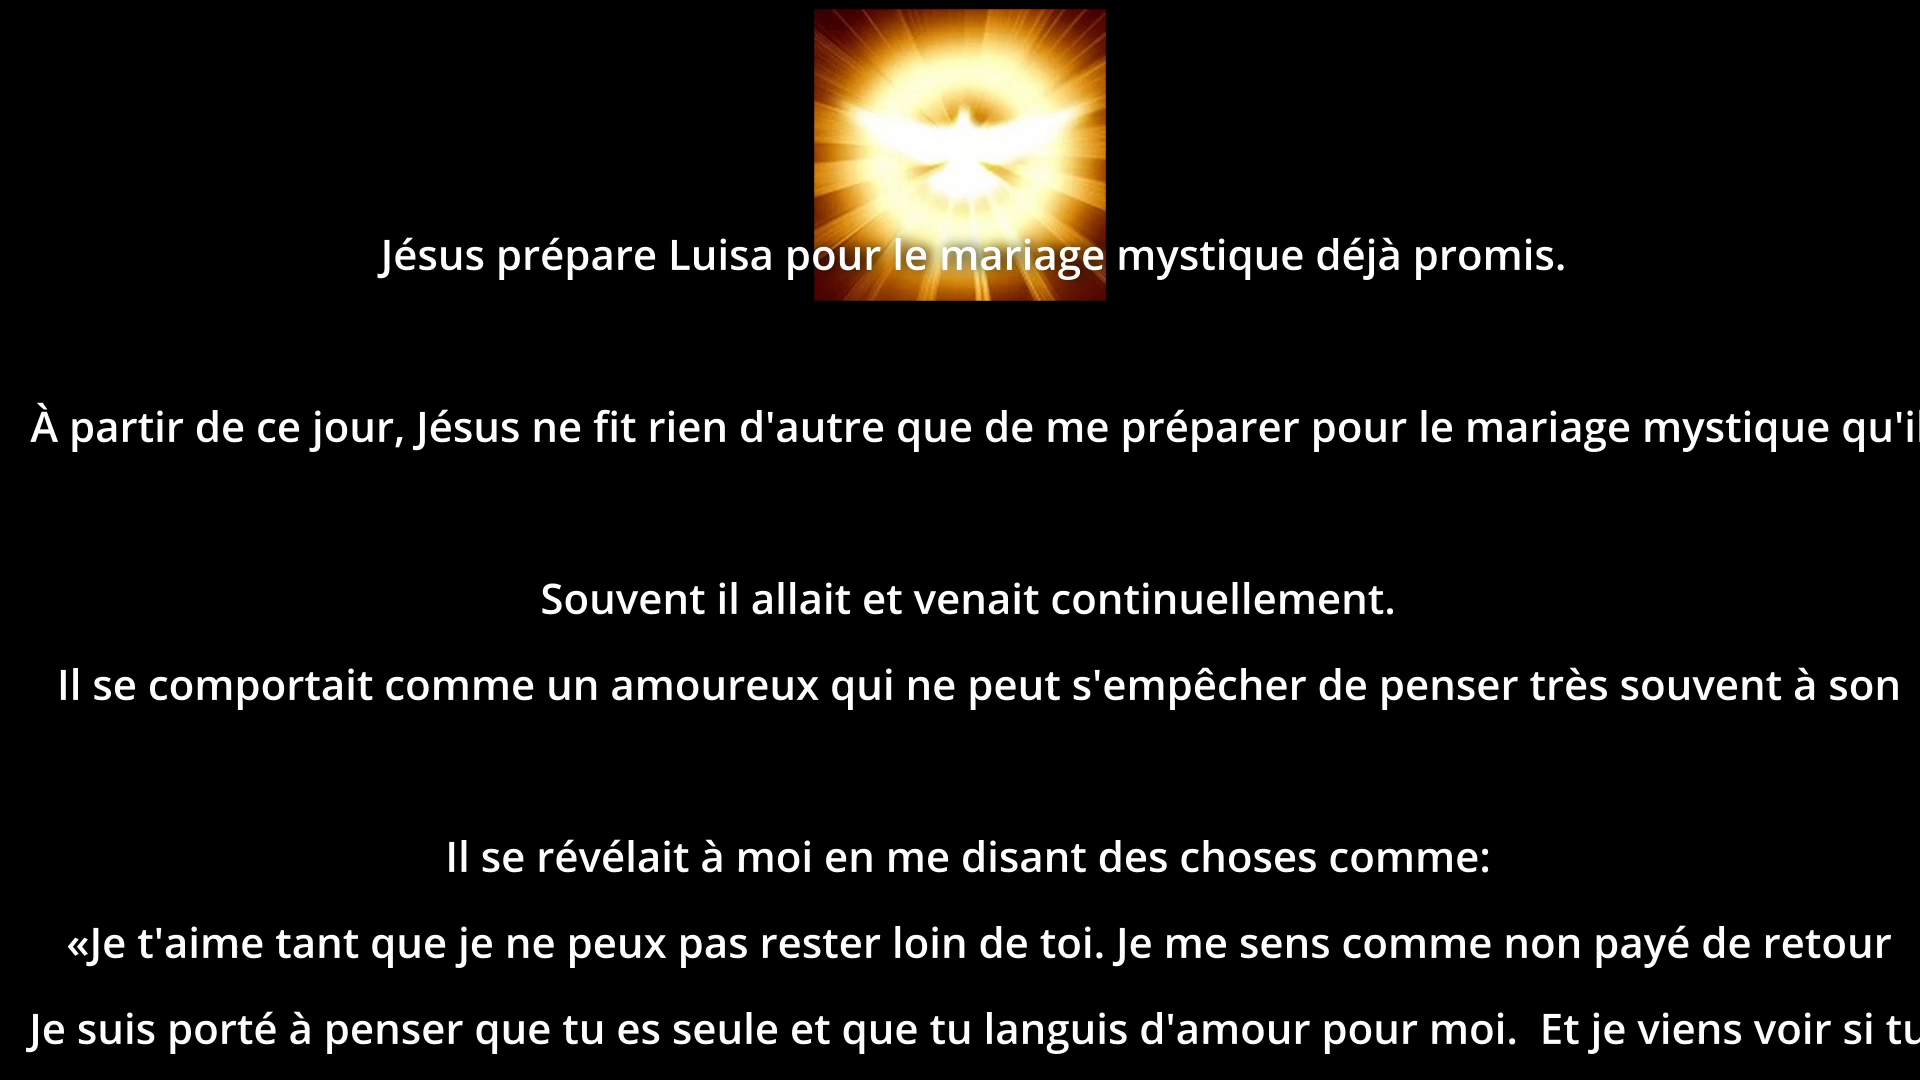 Jésus prépare Luisa pour le mariage mystique déjà promis.
À partir de ce jour, Jésus ne fit rien d'autre que de me préparer pour le mariage mystique qu'il
Souvent il allait et venait continuellement.
Il se comportait comme un amoureux qui ne peut s'empêcher de penser très souvent à son
Il se révélait à moi en me disant des choses comme:
«Je t'aime tant que je ne peux pas rester loin de toi. Je me sens comme non payé de retour
Je suis porté à penser que tu es seule et que tu languis d'amour pour moi.  Et je viens voir si tu